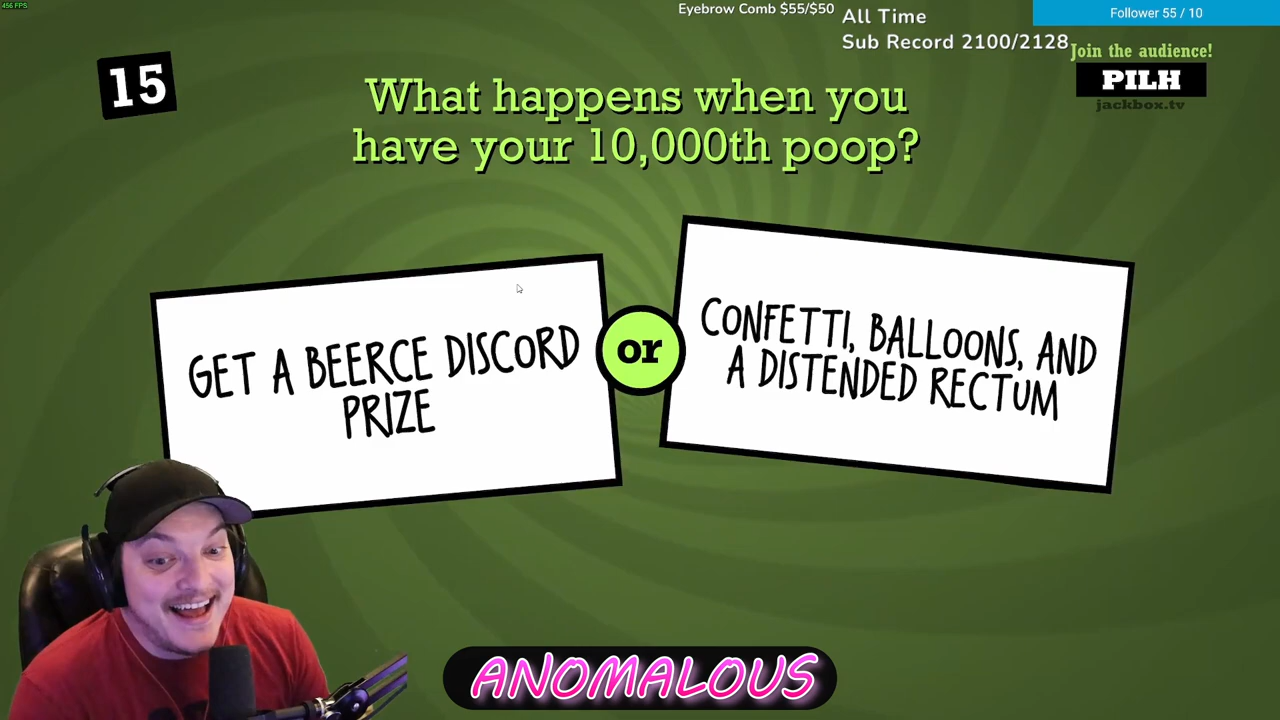 456 FPS
Eyebrow Comb $55/$50
All Time
Sub Record 2100/2128
Follower 55 / 10
Join the audience!
PILH
jackbox.tv
15
What happens when you
have your 10,000th poop?
GET A BEERCE DISCORD
PRIZE
or
CONFETTI, BALLOONS, AND
A DISTENDED RECTUM
ANOMALOUS